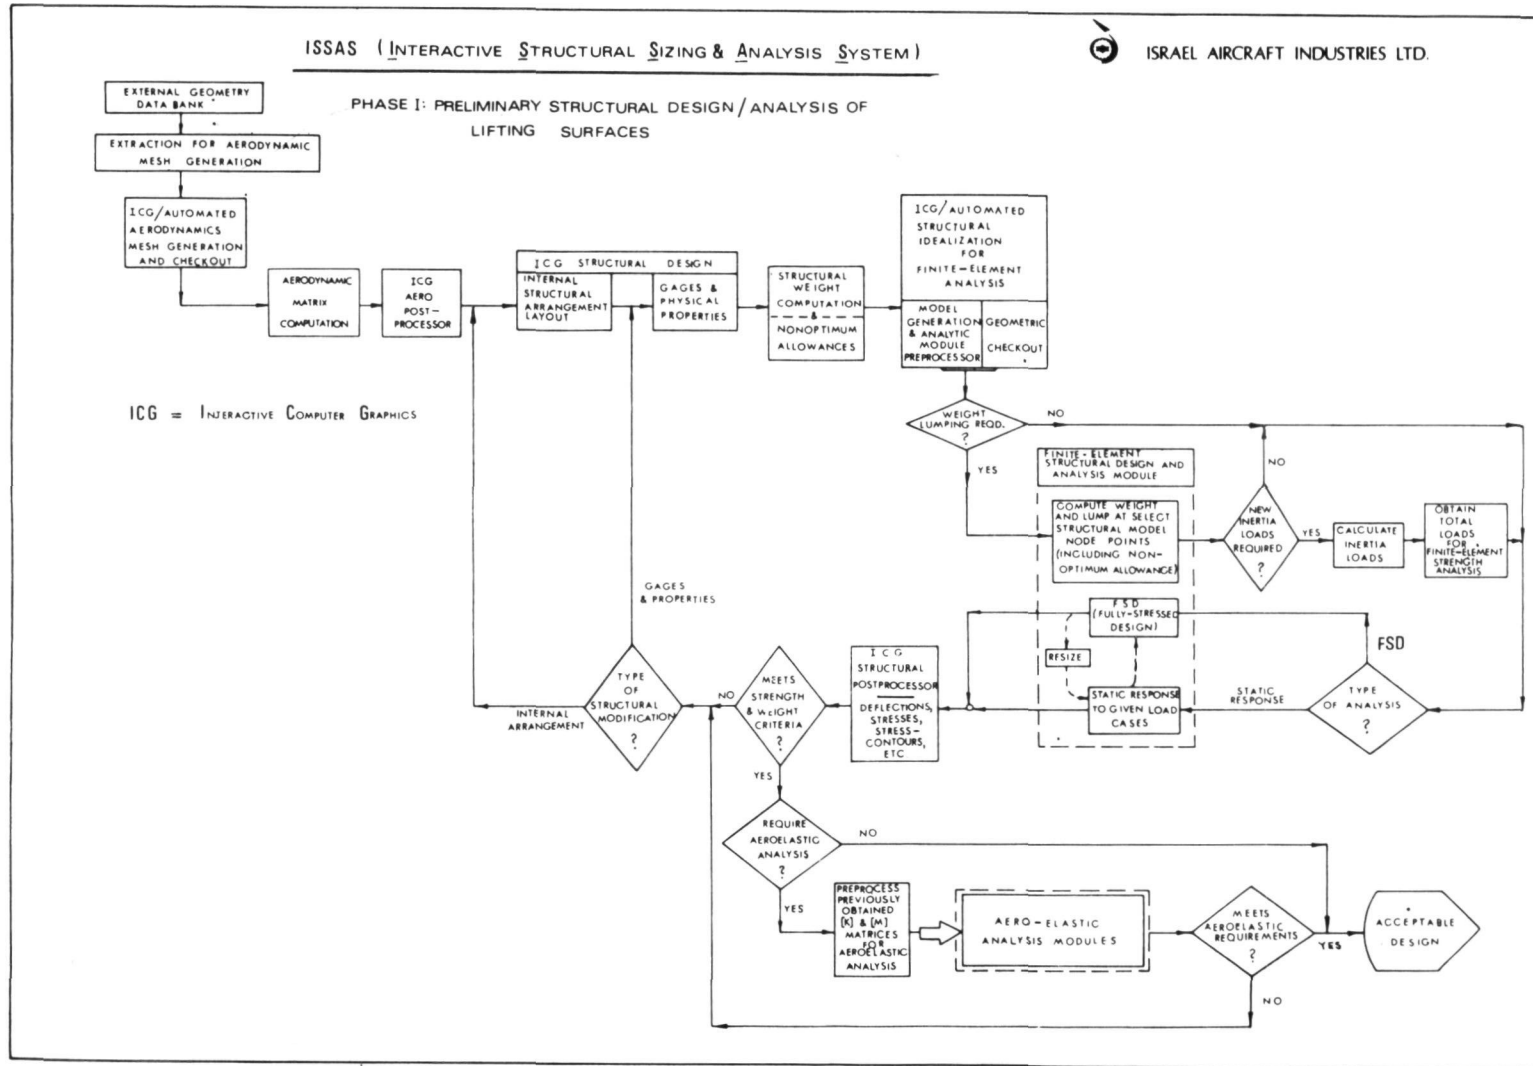 ISSAS (INTERACTIVE STRUCTURAL SIZING & ANALYSIS SYSTEM)
ISRAEL AIRCRAFT INDUSTRIES LTD.
PHASE I: PRELIMINARY STRUCTURAL DESIGN/ANALYSIS OF
LIFTING SURFACES
EXTERNAL GEOMETRY
DATA BANK
EXTRACTION FOR AERODYNAMIC
MESH GENERATION
ICG/AUTOMATED
AERODYNAMICS
MESH GENERATION
AND CHECKOUT
AERODYNAMIC
MATRIX
COMPUTATION
ICG
AERO
POST-
PROCESSOR
ICG STRUCTURAL DESIGN
INTERNAL
STRUCTURAL
ARRANGEMENT
LAYOUT
GAGES &
PHYSICAL
PROPERTIES
STRUCTURAL
WEIGHT
COMPUTATION
&
NONOPTIMUM
ALLOWANCES
ICG/AUTOMATED
STRUCTURAL
IDEALIZATION
FOR
FINITE-ELEMENT
ANALYSIS
MODEL
GENERATION
& ANALYTIC
MODULE
PREPROCESSOR
GEOMETRIC
CHECKOUT
ICG = INTERACTIVE COMPUTER GRAPHICS
WEIGHT
LUMPING REQD.
?
NO
YES
FINITE-ELEMENT
STRUCTURAL DESIGN AND
ANALYSIS MODULE
COMPUTE WEIGHT
AND LUMP AT SELECT
STRUCTURAL MODEL
NODE POINTS
(INCLUDING NON-
OPTIMUM ALLOWANCE)
NO
NEW
INERTIA
LOADS
REQUIRED
?
YES
CALCULATE
INERTIA
LOADS
OBTAIN
TOTAL
LOADS
FOR
FINITE-ELEMENT
STRENGTH
ANALYSIS
GAGES
& PROPERTIES
FSD
(FULLY-STRESSED
DESIGN)
RESIZE
STATIC RESPONSE
TO GIVEN LOAD
CASES
STATIC
RESPONSE
FSD
TYPE
OF ANALYSIS
?
ICG
STRUCTURAL
POSTPROCESSOR
DEFLECTIONS,
STRESSES,
STRESS-
CONTOURS,
ETC
MEETS
STRENGTH
& WEIGHT
CRITERIA
?
NO
TYPE
OF
STRUCTURAL
MODIFICATION
?
INTERNAL
ARRANGEMENT
YES
REQUIRE
AEROELASTIC
ANALYSIS
?
NO
YES
PREPROCESS
PREVIOUSLY
OBTAINED
[K] & [M]
MATRICES
FOR
AEROELASTIC
ANALYSIS
AERO-ELASTIC
ANALYSIS MODULES
MEETS
AEROELASTIC
REQUIREMENTS
?
YES
NO
ACCEPTABLE
DESIGN